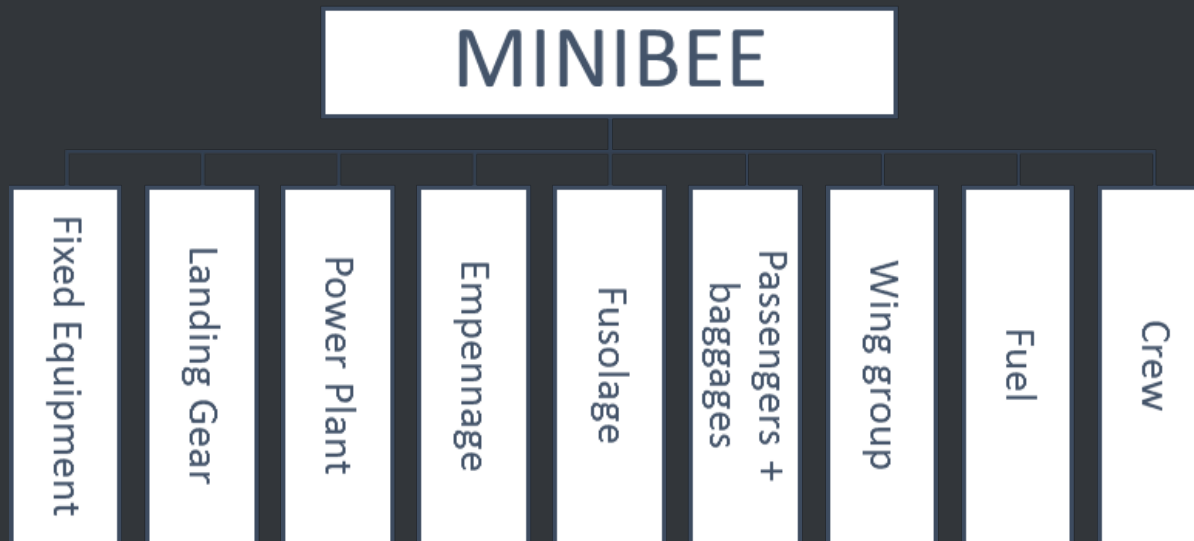 MINIBEE
Fixed Equipment
Landing Gear
Power Plant
Empennage
Fusolage
Passengers +
baggages
Wing group
Fuel
Crew